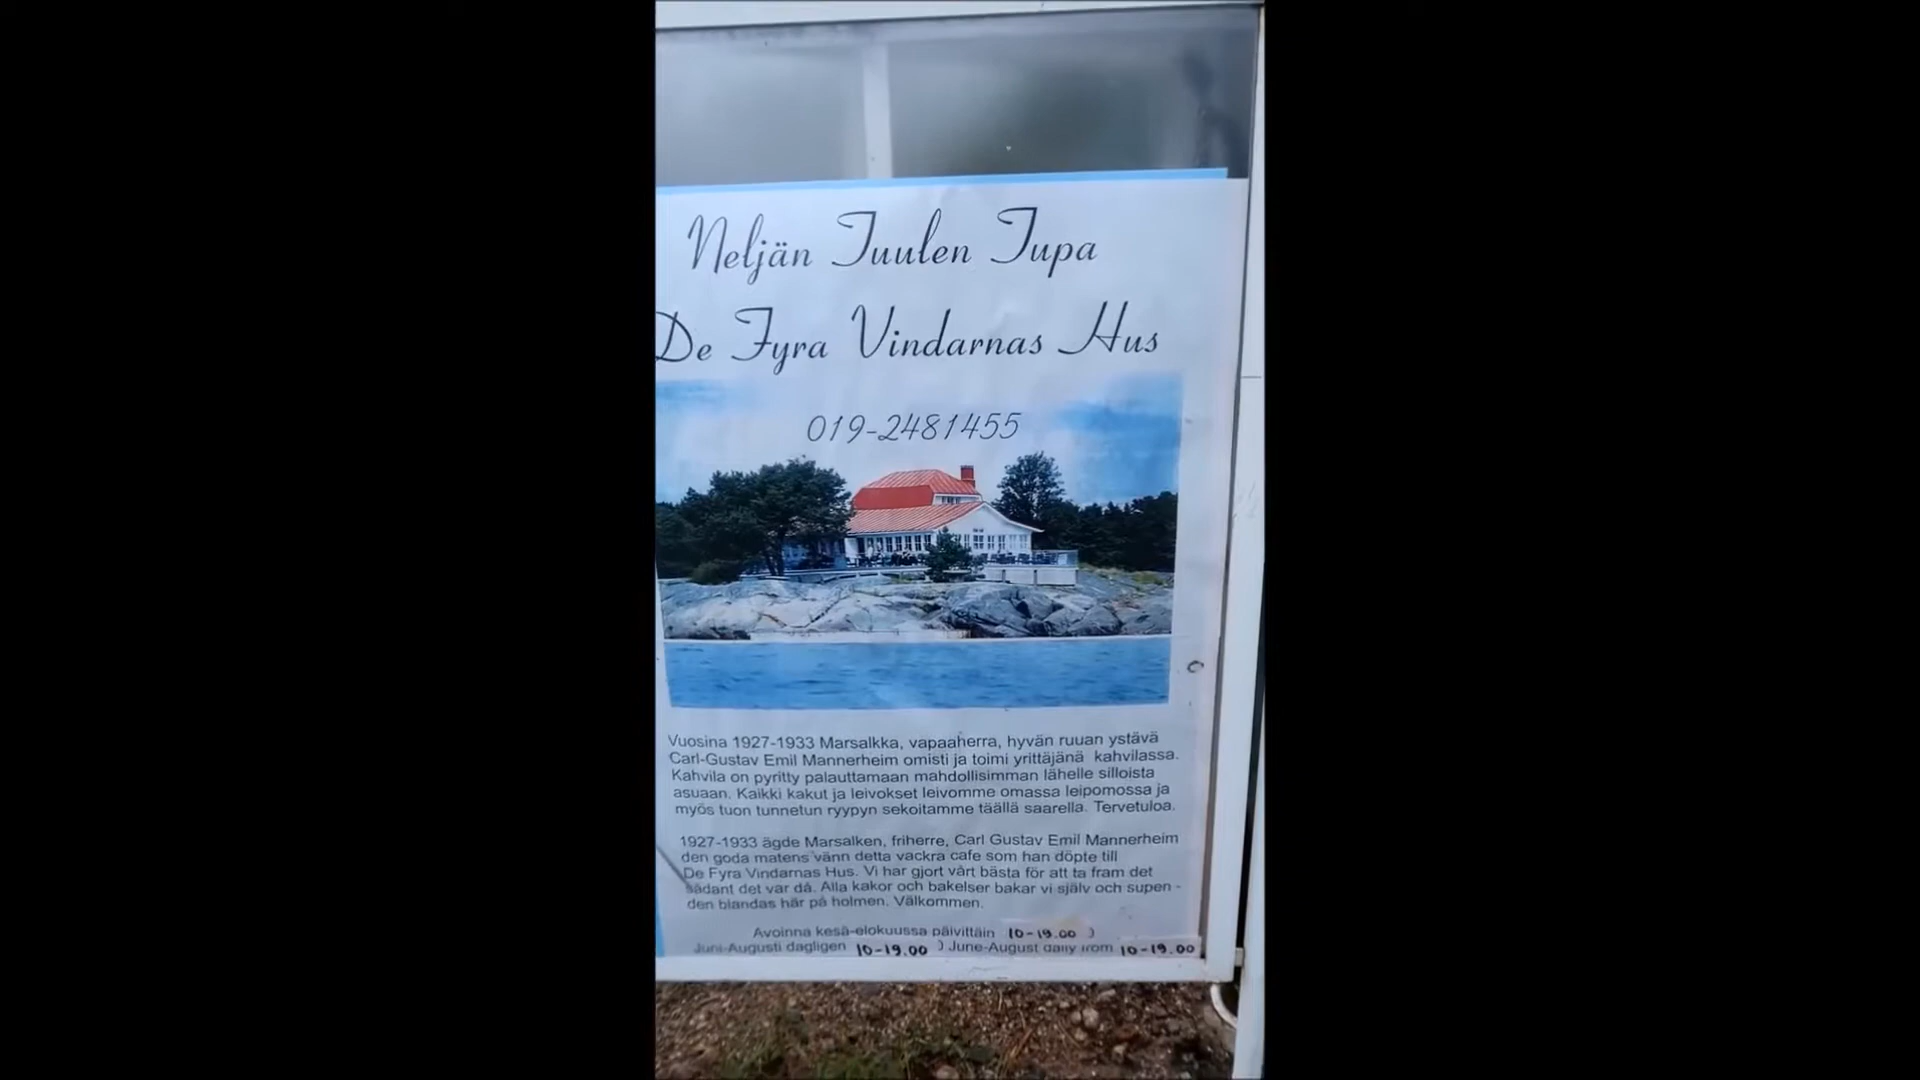 Neljän Tuulen Tupa
De Fyra Vindarnas Hus
019-2481455
Vuosina 1927-1933 Marsalkka, vapaaherra, hyvän ruuan ystävä
Carl-Gustav Emil Mannerheim omisti ja toimi yrittäjänä kahvilassa.
Kahvila on pyritty palauttamaan mahdollisimman lähelle silloista
asuaan. Kaikki kakut ja leivokset leivomme omassa leipomossa ja
myös tuon tunnetun ryypyn sekoitamme täällä saarella. Tervetuloa.
1927-1933 ägde Marsalken, friherre, Carl Gustav Emil Mannerheim
den goda matens vänn detta vackra cafe som han döpte till
De Fyra Vindarnas Hus. Vi har gjort vårt bästa för att ta fram det
sådant det var då. Alla kakor och bakelser bakar vi själv och supen -
den blandas här på holmen. Välkommen.
Avoinna kesä-elokuussa päivittäin 10-19.00 )
Juni-Augusti dagligen 10-19.00 ) June-August daily from 10-19.00